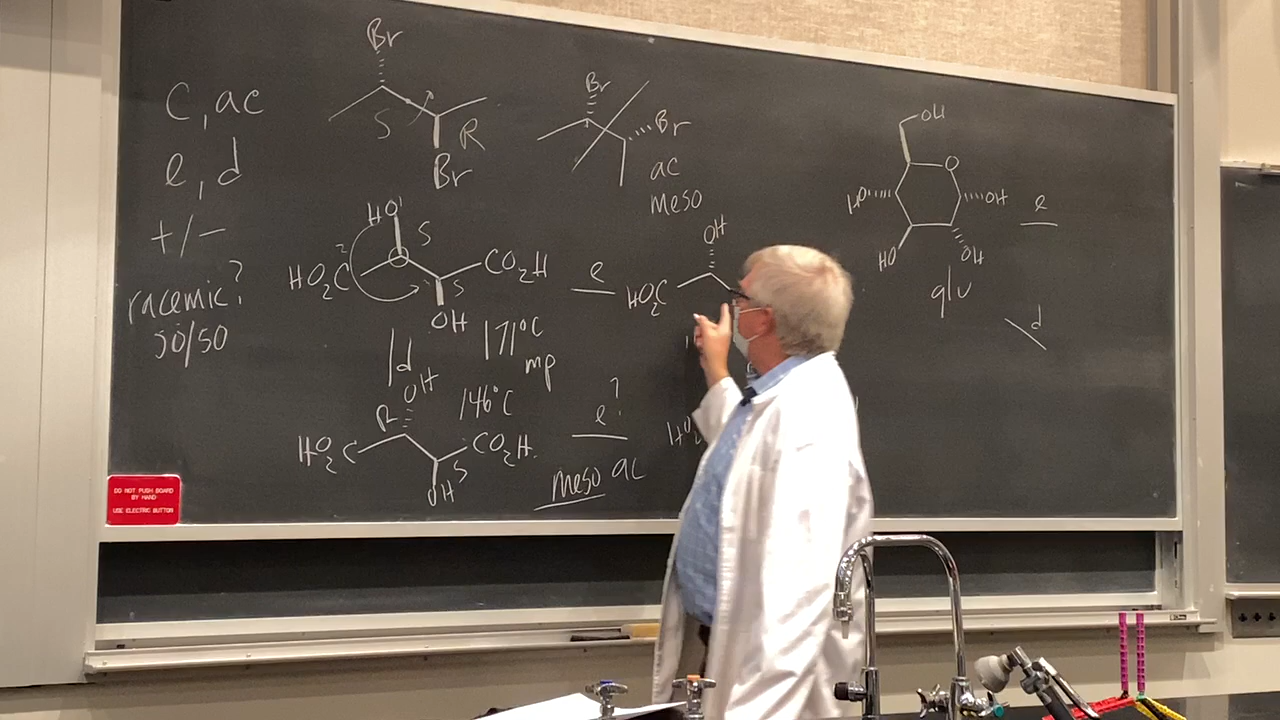 C, ac
e, d
+/-
racemic?
50/50
Br
S
R
Br
Br
Br
ac
meso
HO
S
HO2C
2
CO2H
S
OH
171°C
mp
e
d
OH
R
146°C
HO2C
CO2H
S
OH
e?
meso ac
OH
HO2C
OH
O
HO
OH
HO
OH
glu
e
d
DO NOT PUSH BOARD
BY HAND
USE ELECTRIC BUTTON